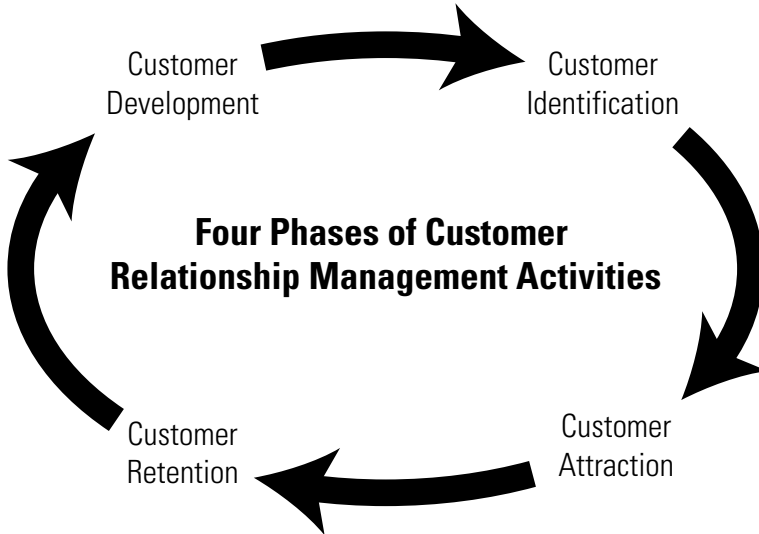 Customer
Development
Customer
Identification
Four Phases of Customer
Relationship Management Activities
Customer
Retention
Customer
Attraction